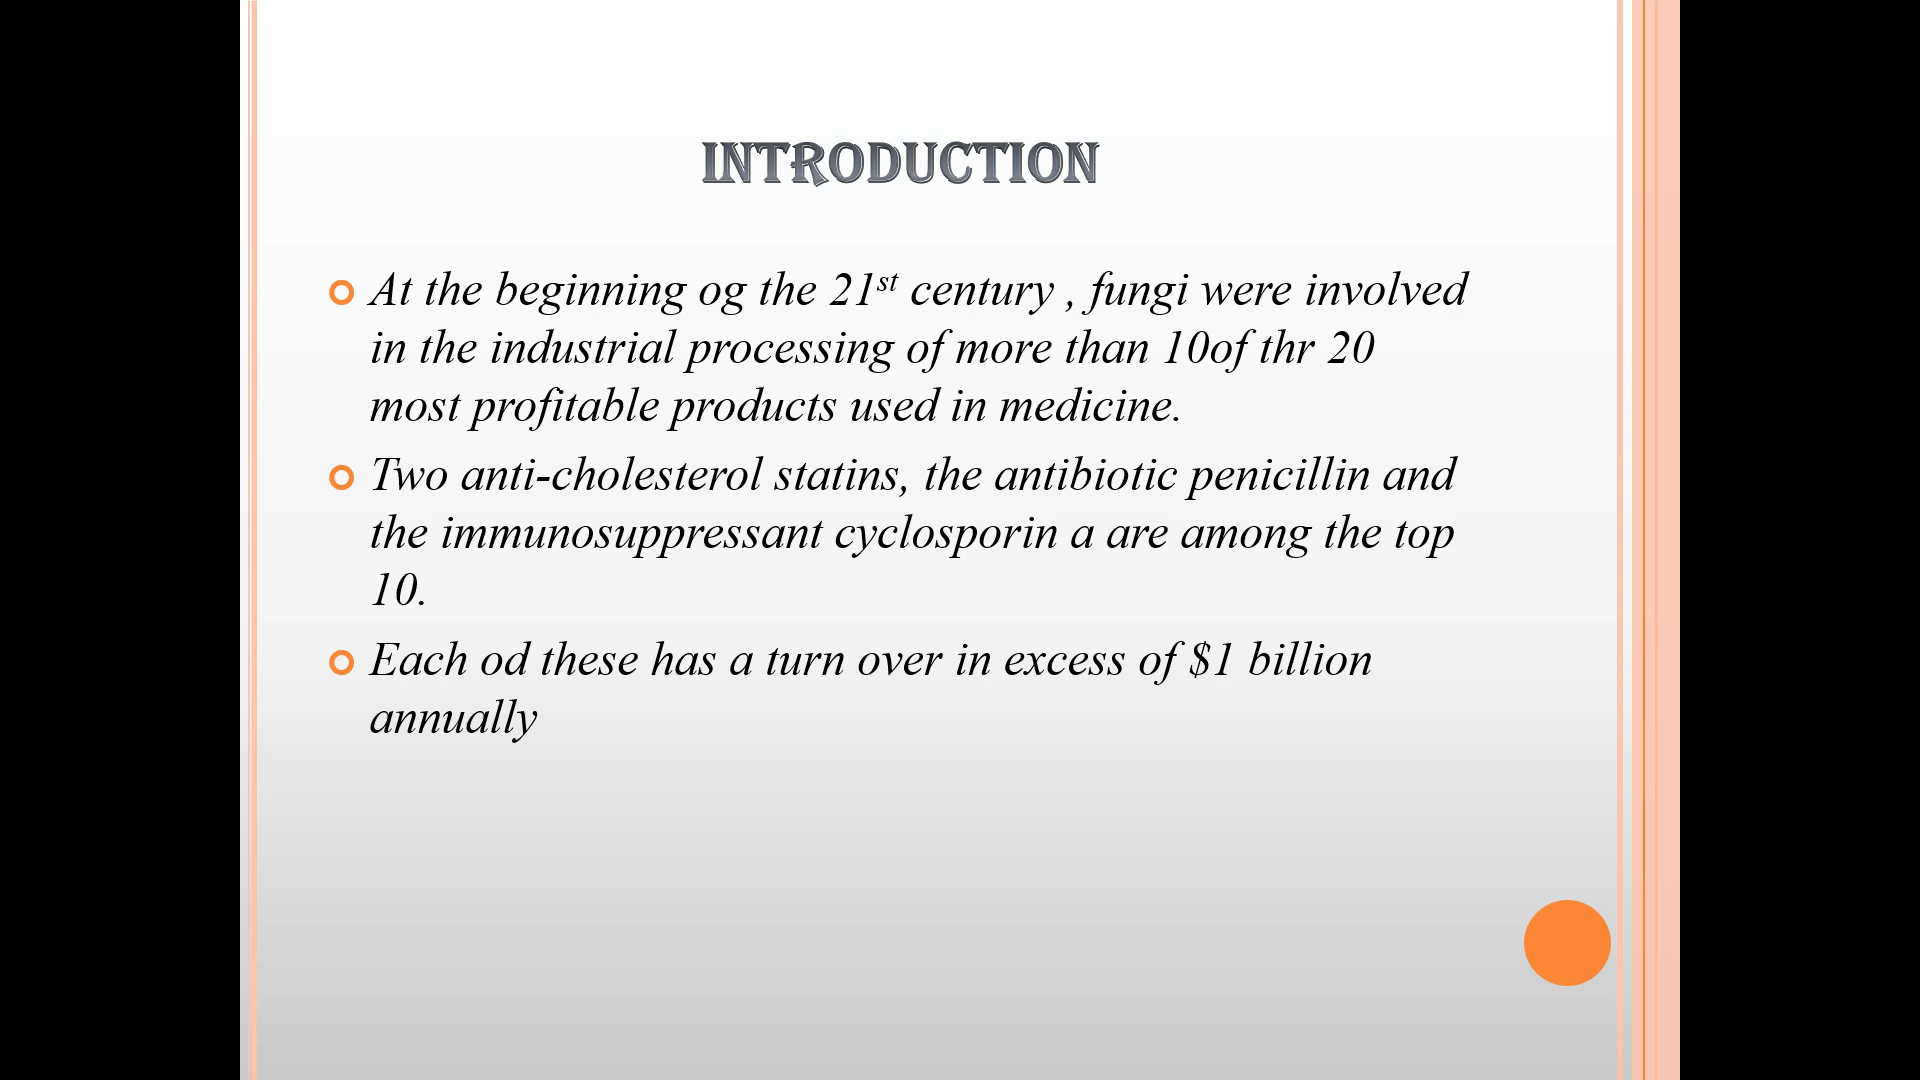 INTRODUCTION
At the beginning og the 21st century , fungi were involved
in the industrial processing of more than 10of thr 20
most profitable products used in medicine.
Two anti-cholesterol statins, the antibiotic penicillin and
the immunosuppressant cyclosporin a are among the top
10.
Each od these has a turn over in excess of $1 billion
annually